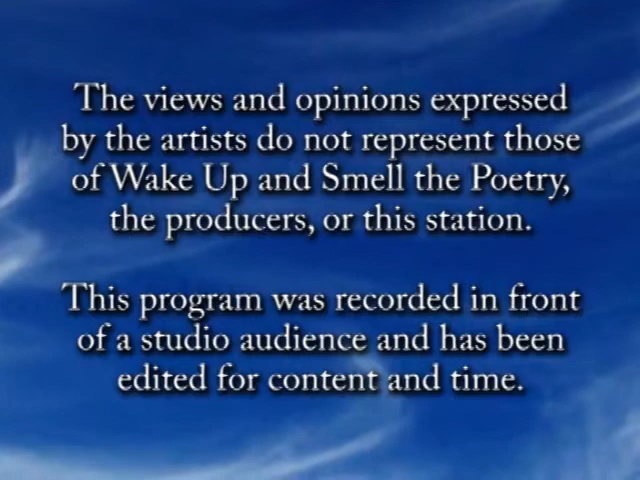 The views and opinions expressed
by the artists do not represent those
of Wake Up and Smell the Poetry,
the producers, or this station.
This program was recorded in front
of a studio audience and has been
edited for content and time.